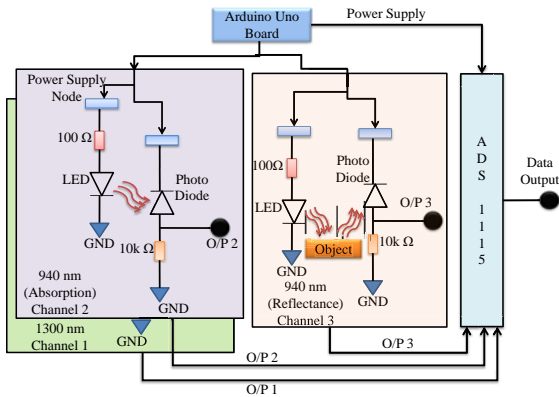 Arduino Uno
Board
Power Supply
Power Supply
Node
100 Ω
LED
Photo
Diode
GND
10k Ω
O/P 2
GND
940 nm
(Absorption)
Channel 2
1300 nm
Channel 1
GND
100Ω
LED
Photo
Diode
O/P 3
GND
Object
10k Ω
GND
940 nm
(Reflectance)
Channel 3
A
D
S
1
1
1
5
Data
Output
O/P 3
O/P 2
O/P 1